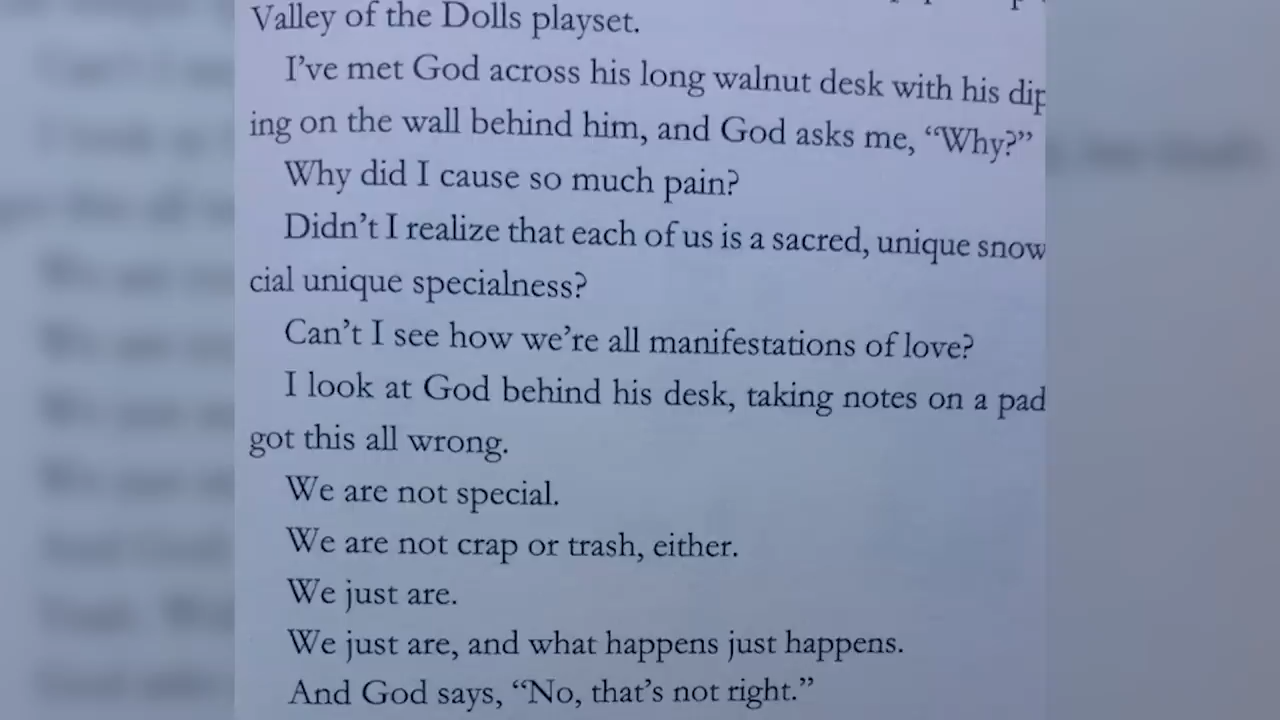 Valley of the Dolls playset.
I've met God across his long walnut desk with his dip
ing on the wall behind him, and God asks me, “Why?”
Why did I cause so much pain?
Didn't I realize that each of us is a sacred, unique snow
cial unique specialness?
Can't I see how we're all manifestations of love?
I look at God behind his desk, taking notes on a pad
got this all wrong.
We are not special.
We are not crap or trash, either.
We just are.
We just are, and what happens just happens.
And God says, “No, that's not right.”